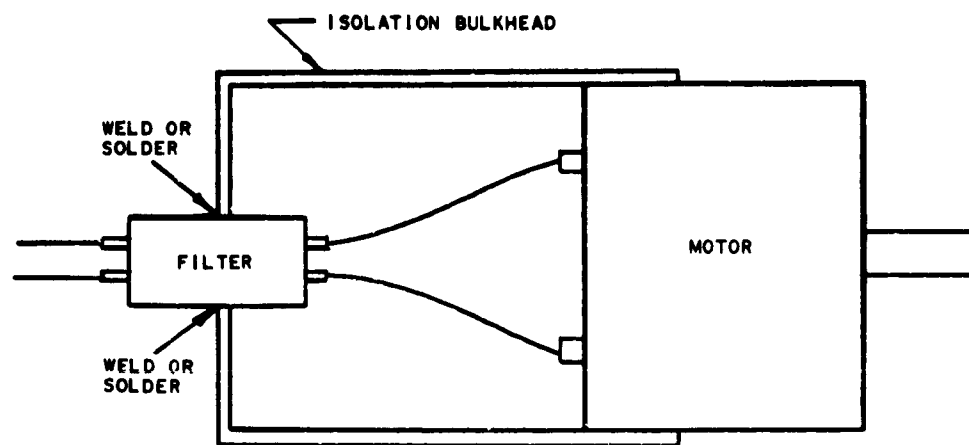 ISOLATION BULKHEAD
WELD OR
SOLDER
FILTER
MOTOR
WELD OR
SOLDER